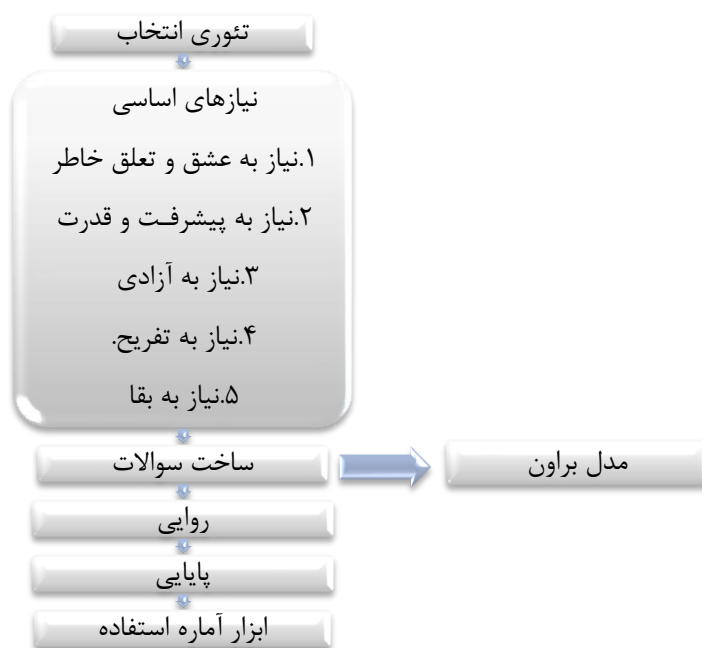 تئوری انتخاب
نیازهای اساسی
۱.نیاز به عشق و تعلق خاطر
۲.نیاز به پیشرفـت و قدرت
۳.نیاز به آزادی
۴.نیاز به تفریح.
۵.نیاز به بقا
ساخت سوالات
مدل براون
روایی
پایایی
ابزار آماره استفاده